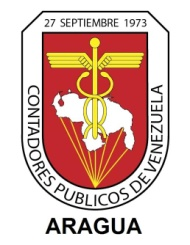 27 SEPTIEMBRE 1973
CONTADORES PUBLICOS DE VENEZUELA
ARAGUA